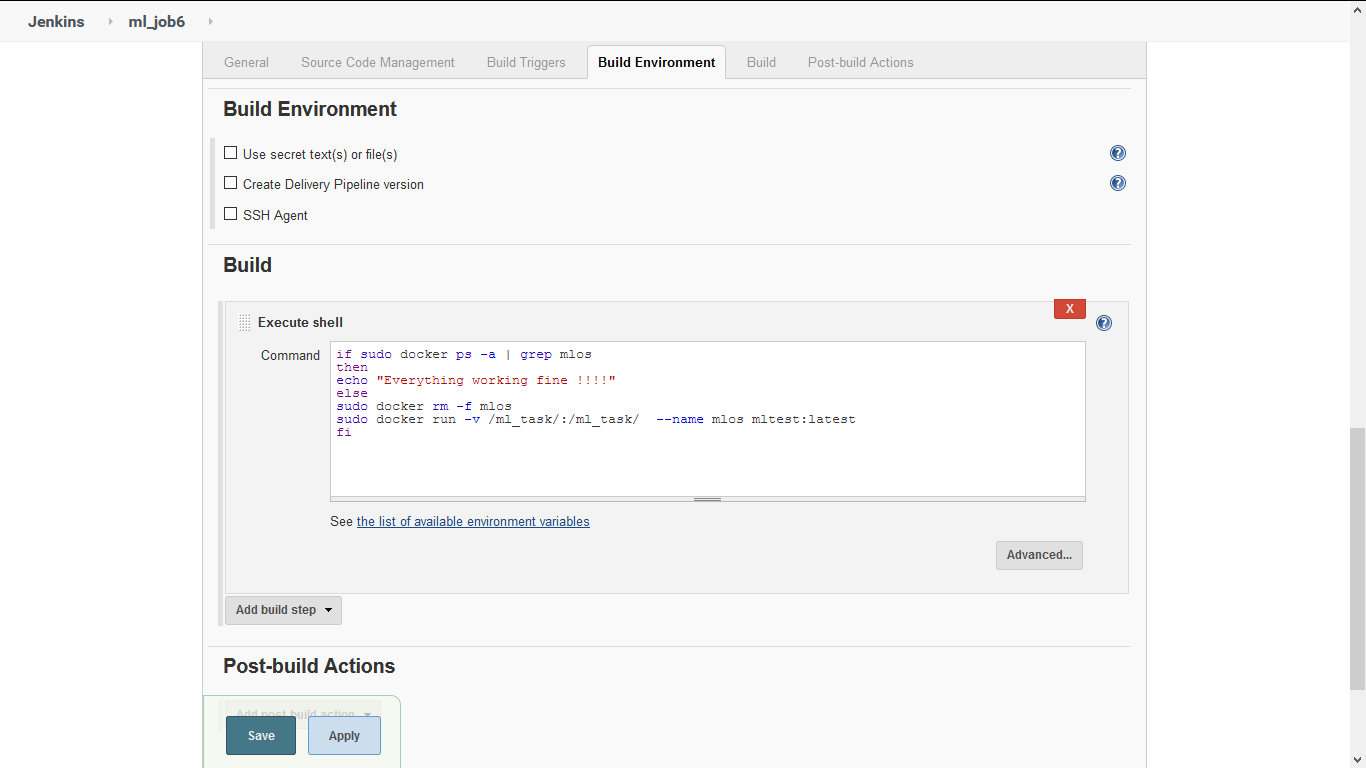 Jenkins ml_job6
General Source Code Management Build Triggers Build Environment Build Post-build Actions
Build Environment
Use secret text(s) or file(s)
Create Delivery Pipeline version
SSH Agent
Build
X
Execute shell
Command
if sudo docker ps -a | grep mlos
then
echo "Everything working fine !!!!"
else
sudo docker rm -f mlos
sudo docker run -v /ml_task/:/ml_task/  --name mlos mltest:latest
fi
See the list of available environment variables
Advanced...
Add build step
Post-build Actions
Add post-build action
Save Apply